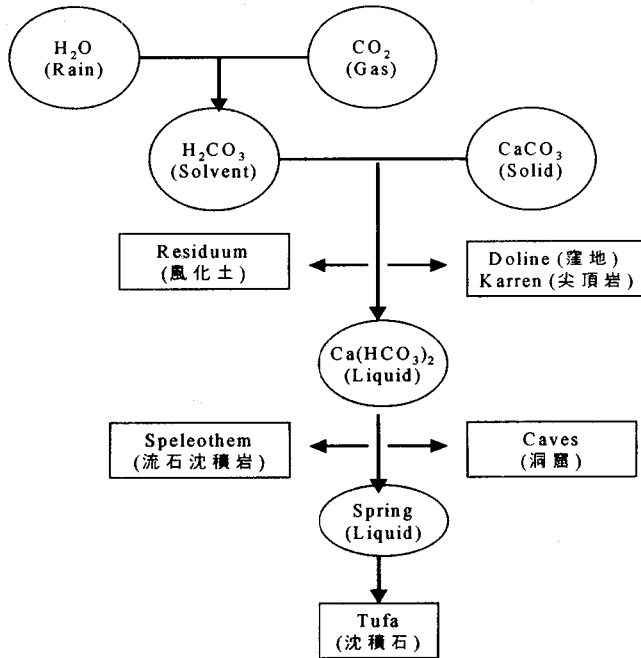 H₂O
(Rain)
CO₂
(Gas)
H₂CO₃
(Solvent)
CaCO₃
(Solid)
Residuum
(風化土)
Doline (窪地)
Karren (尖頂岩)
Ca(HCO₃)₂
(Liquid)
Speleothem
(流石沈積岩)
Caves
(洞窟)
Spring
(Liquid)
Tufa
(沈積石)